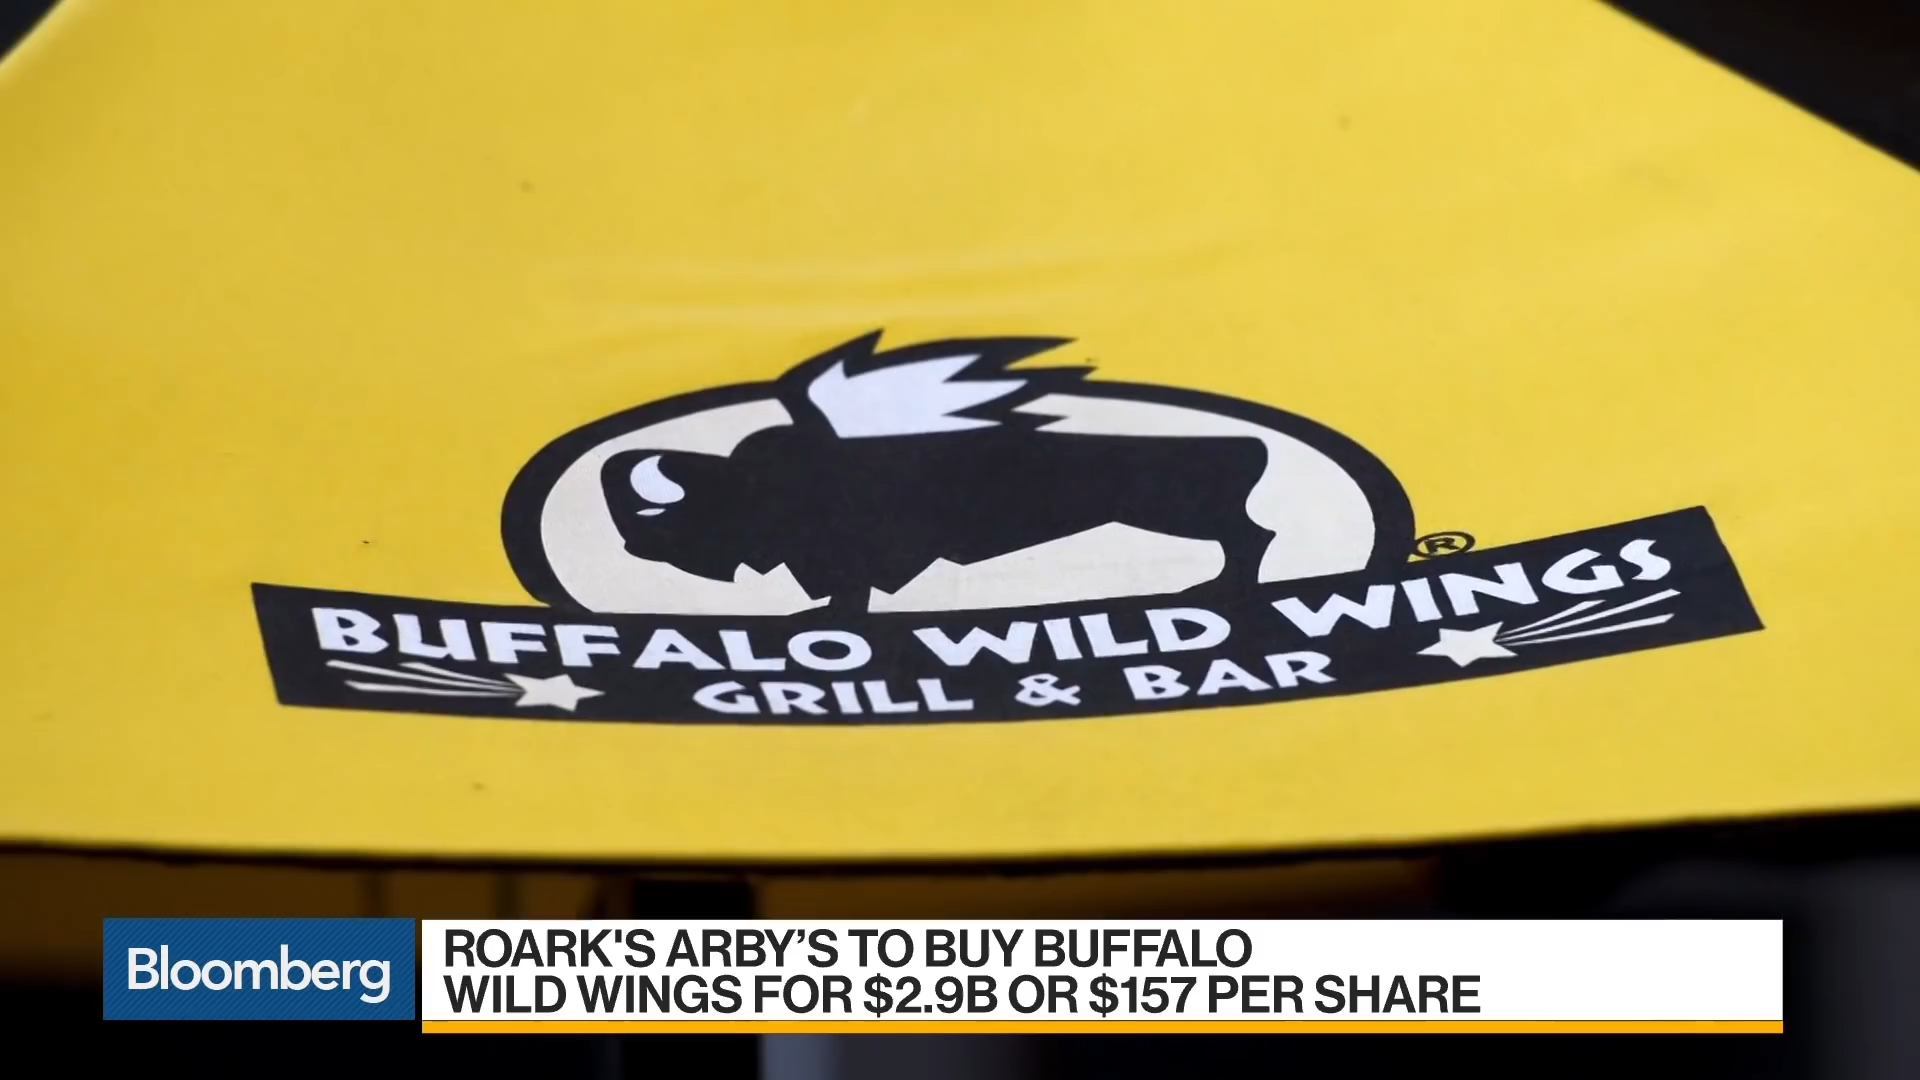 ®
BUFFALO WILD WINGS
GRILL & BAR
Bloomberg
ROARK'S ARBY’S TO BUY BUFFALO
WILD WINGS FOR $2.9B OR $157 PER SHARE